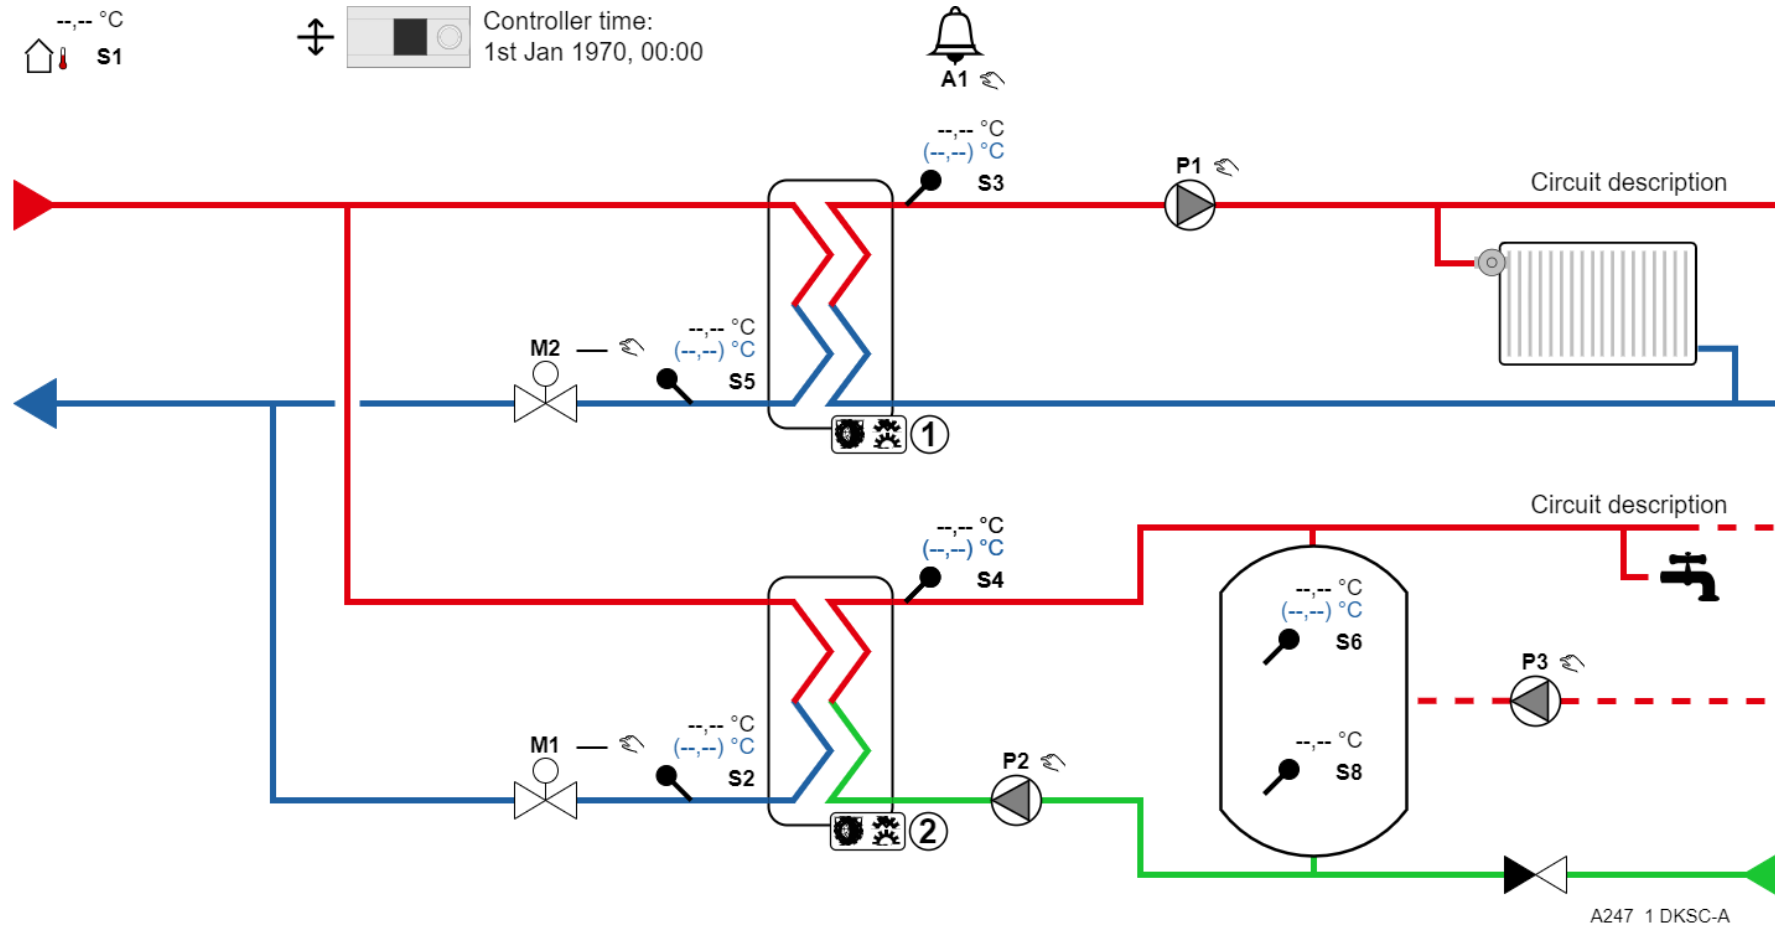 --,-- °C
S1
Controller time:
1st Jan 1970, 00:00
A1
--,-- °C
(--,--) °C
S3
P1
Circuit description
--,-- °C
(--,--) °C
S5
M2 —
1
Circuit description
--,-- °C
(--,--) °C
S4
--,-- °C
(--,--) °C
S6
P3
--,-- °C
(--,--) °C
S2
M1 —
P2
--,-- °C
S8
2
A247 1 DKSC-A